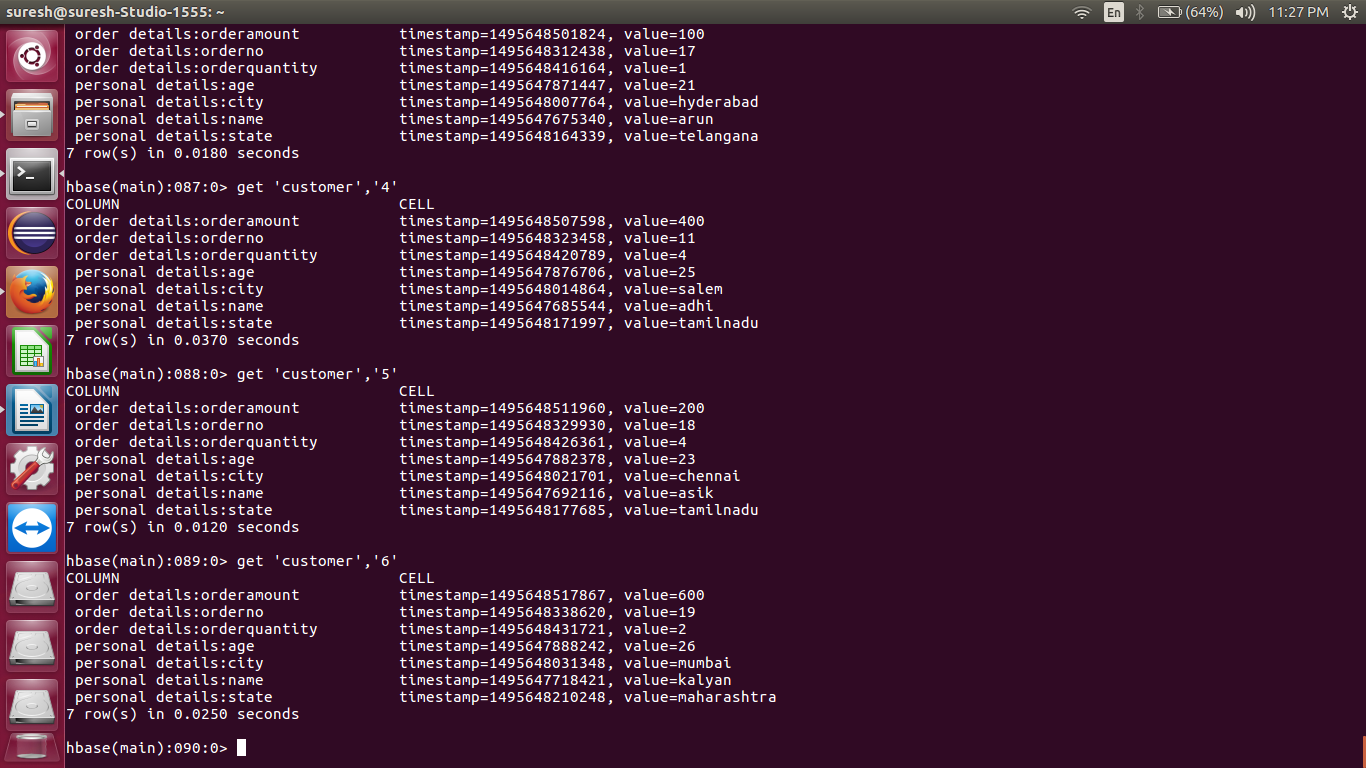 suresh@suresh-Studio-1555: ~ En (64%) 11:27 PM
order details:orderamount timestamp=1495648501824, value=100
order details:orderno timestamp=1495648312438, value=17
order details:orderquantity timestamp=1495648416164, value=1
personal details:age timestamp=1495647871447, value=21
personal details:city timestamp=1495648007764, value=hyderabad
personal details:name timestamp=1495647675340, value=arun
personal details:state timestamp=1495648164339, value=telangana
7 row(s) in 0.0180 seconds
hbase(main):087:0> get 'customer','4'
COLUMN CELL
order details:orderamount timestamp=1495648507598, value=400
order details:orderno timestamp=1495648323458, value=11
order details:orderquantity timestamp=1495648420789, value=4
personal details:age timestamp=1495647876706, value=25
personal details:city timestamp=1495648014864, value=salem
personal details:name timestamp=1495647685544, value=adhi
personal details:state timestamp=1495648171997, value=tamilnadu
7 row(s) in 0.0370 seconds
hbase(main):088:0> get 'customer','5'
COLUMN CELL
order details:orderamount timestamp=1495648511960, value=200
order details:orderno timestamp=1495648329930, value=18
order details:orderquantity timestamp=1495648426361, value=4
personal details:age timestamp=1495647882378, value=23
personal details:city timestamp=1495648021701, value=chennai
personal details:name timestamp=1495647692116, value=asik
personal details:state timestamp=1495648177685, value=tamilnadu
7 row(s) in 0.0120 seconds
hbase(main):089:0> get 'customer','6'
COLUMN CELL
order details:orderamount timestamp=1495648517867, value=600
order details:orderno timestamp=1495648338620, value=19
order details:orderquantity timestamp=1495648431721, value=2
personal details:age timestamp=1495647888242, value=26
personal details:city timestamp=1495648031348, value=mumbai
personal details:name timestamp=1495647718421, value=kalyan
personal details:state timestamp=1495648210248, value=maharashtra
7 row(s) in 0.0250 seconds
hbase(main):090:0>